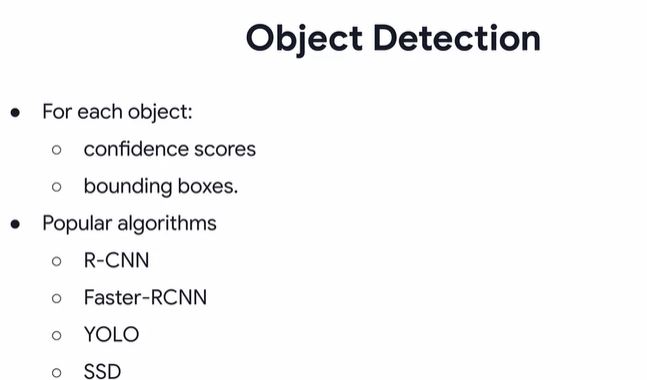 Object Detection
● For each object:
○ confidence scores
○ bounding boxes.
● Popular algorithms
○ R-CNN
○ Faster-RCNN
○ YOLO
○ SSD